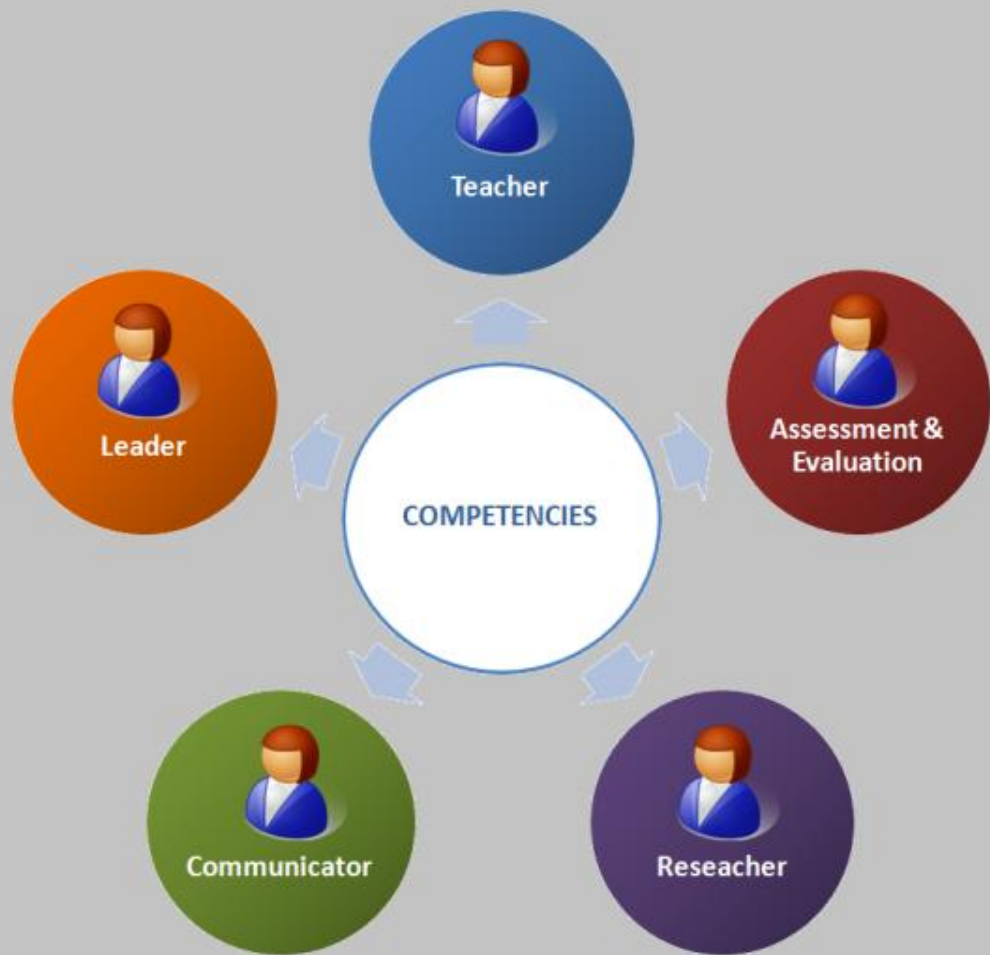 Teacher
Leader
Assessment &
Evaluation
COMPETENCIES
Communicator
Reseacher